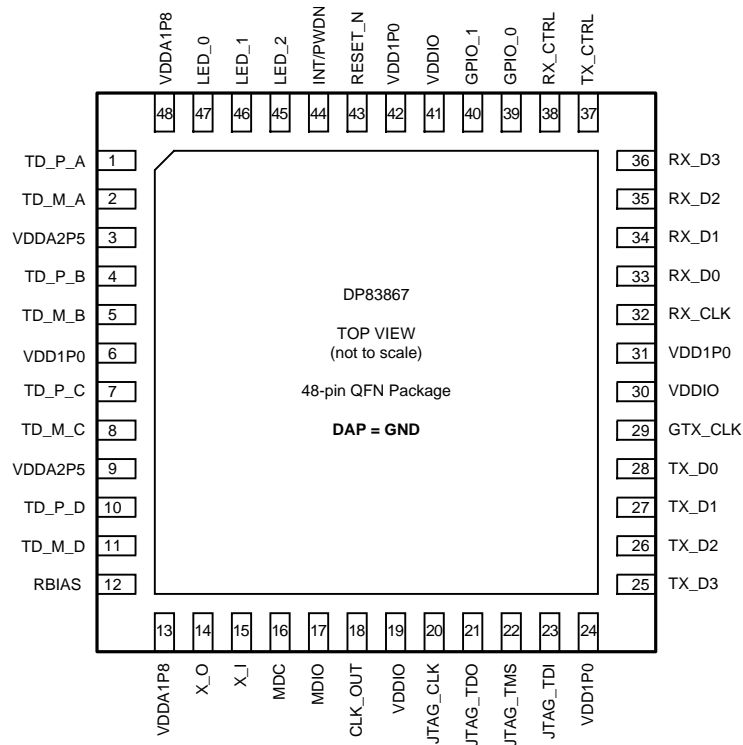 VDDA1P8
LED_0
LED_1
LED_2
INT/PWDN
RESET_N
VDD1P0
VDDIO
GPIO_1
GPIO_0
RX_CTRL
TX_CTRL
48 47 46 45 44 43 42 41 40 39 38 37
TD_P_A 1
TD_M_A 2
VDDA2P5 3
TD_P_B 4
TD_M_B 5
VDD1P0 6
TD_P_C 7
TD_M_C 8
VDDA2P5 9
TD_P_D 10
TD_M_D 11
RBIAS 12
DP83867
TOP VIEW
(not to scale)
48-pin QFN Package
DAP = GND
36 RX_D3
35 RX_D2
34 RX_D1
33 RX_D0
32 RX_CLK
31 VDD1P0
30 VDDIO
29 GTX_CLK
28 TX_D0
27 TX_D1
26 TX_D2
25 TX_D3
13 14 15 16 17 18 19 20 21 22 23 24
VDDA1P8
X_O
X_I
MDC
MDIO
CLK_OUT
VDDIO
JTAG_CLK
JTAG_TDO
JTAG_TMS
JTAG_TDI
VDD1P0